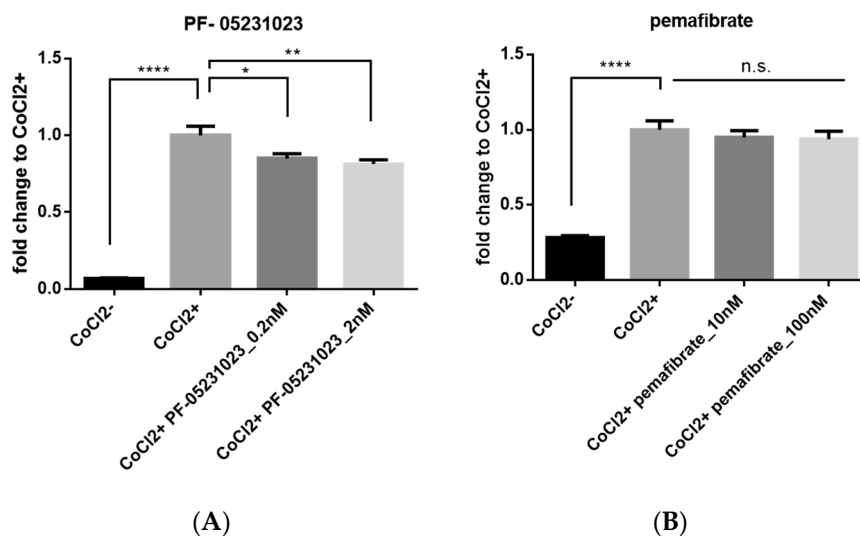 PF- 05231023
fold change to CoCl2+
1.5
1.0
0.5
0.0
****
*
**
CoCl2-
CoCl2+
CoCl2+ PF-05231023_0.2nM
CoCl2+ PF-05231023_2nM
(A)
pemafibrate
fold change to CoCl2+
1.5
1.0
0.5
0.0
****
n.s.
CoCl2-
CoCl2+
CoCl2+ pemafibrate_10nM
CoCl2+ pemafibrate_100nM
(B)